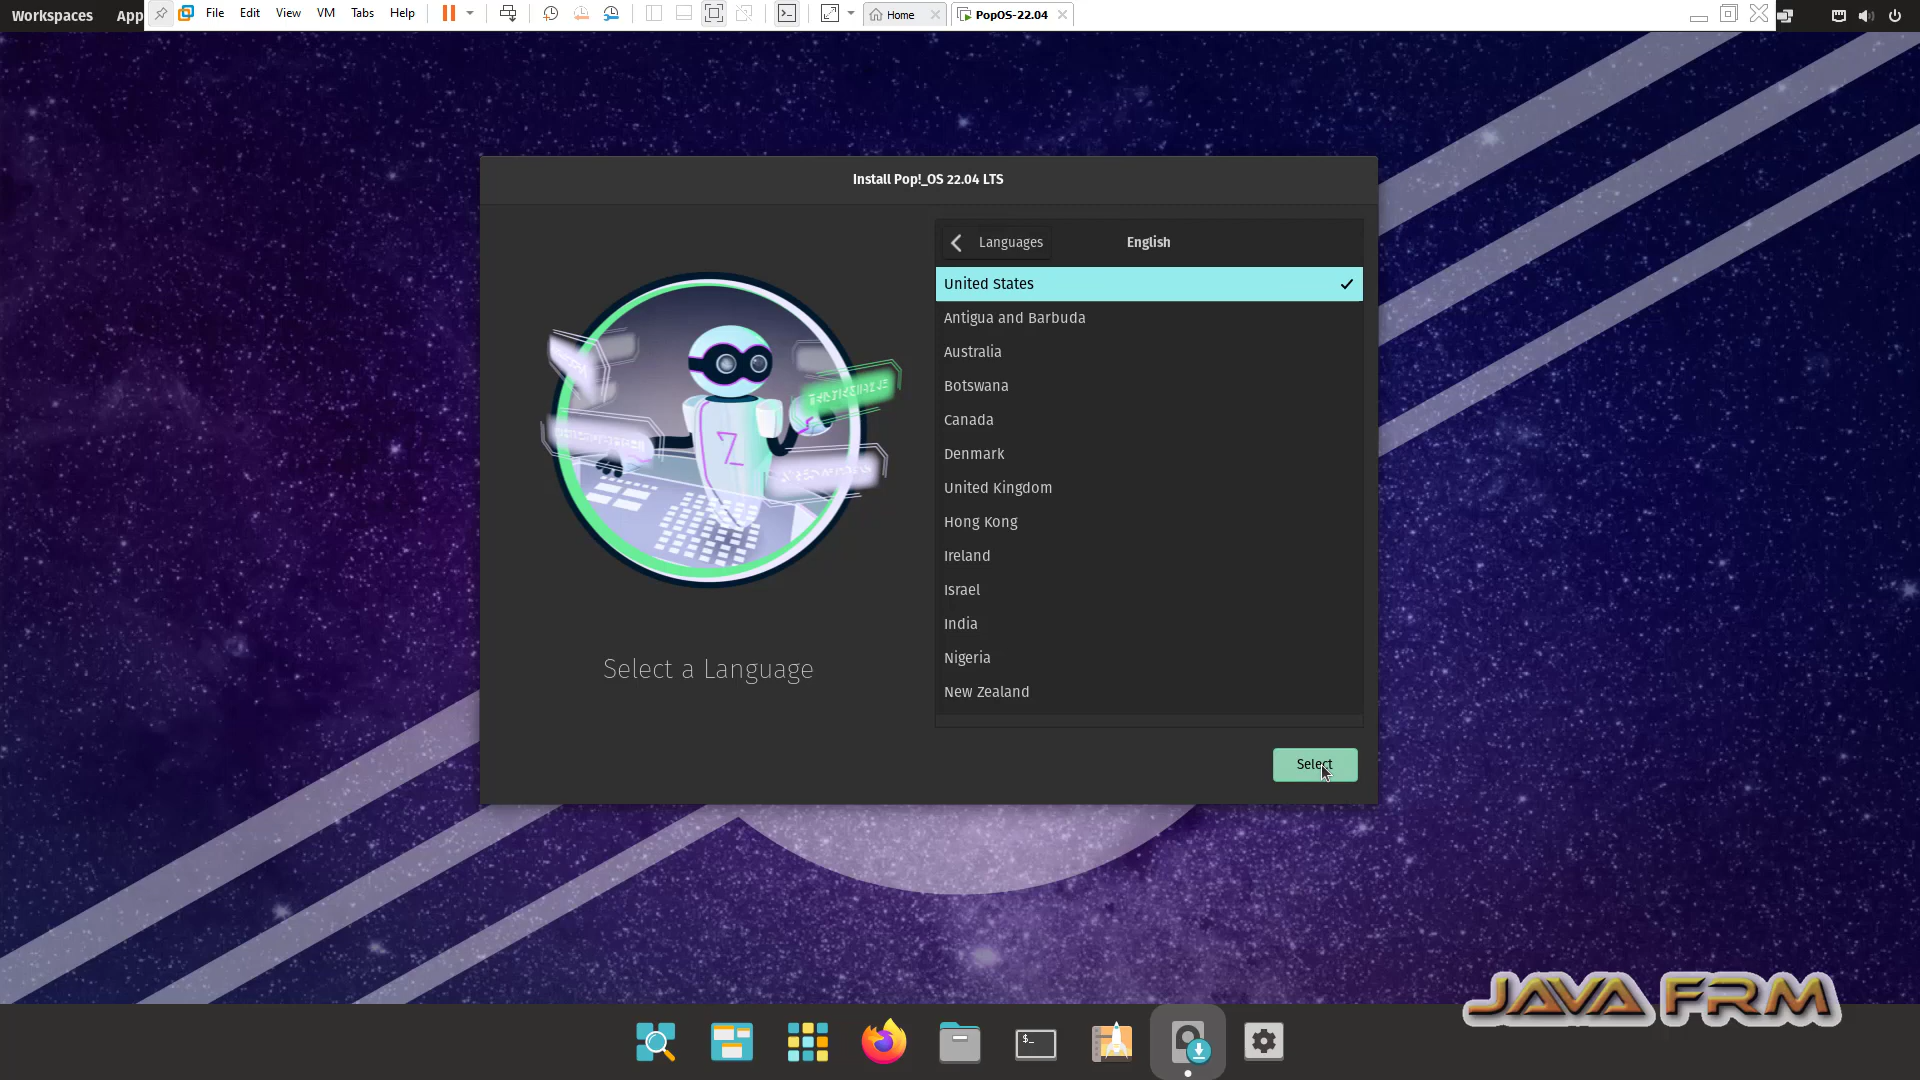 Workspaces App File Edit View VM Tabs Help Home PopOS-22.04
Install Pop!_OS 22.04 LTS
Languages English
United States
Antigua and Barbuda
Australia
Botswana
Canada
Denmark
United Kingdom
Hong Kong
Ireland
Israel
India
Nigeria
New Zealand
Select a Language
Select
JAVA FRM
$_